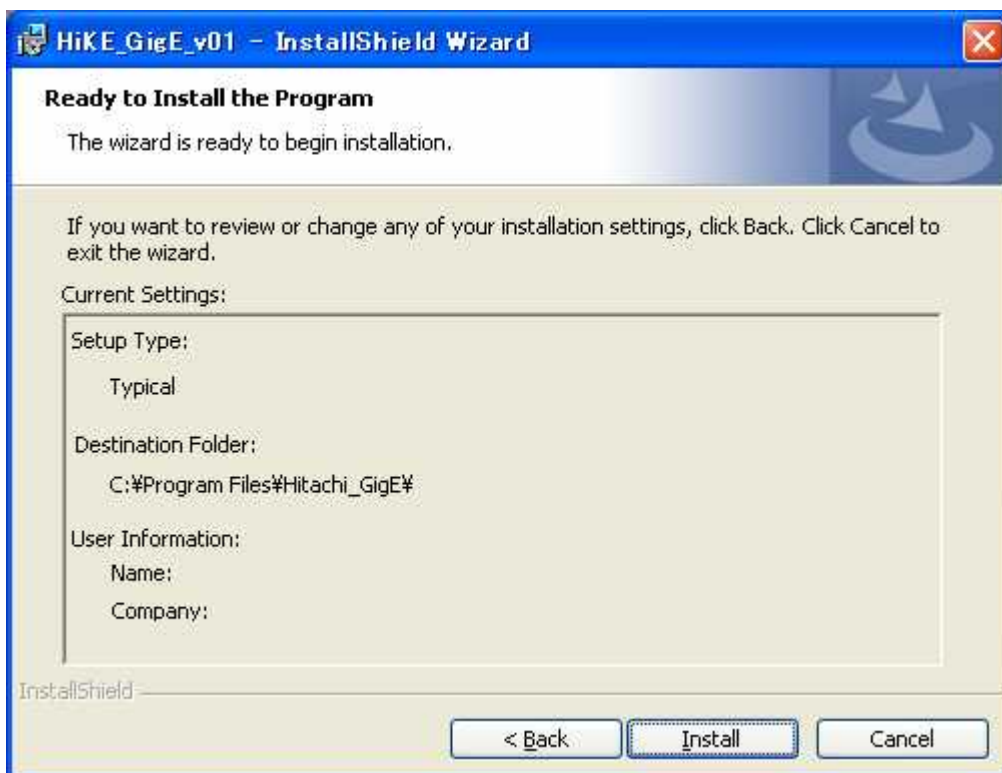 HiKE_GigE_v01 - InstallShield Wizard
Ready to Install the Program
The wizard is ready to begin installation.
If you want to review or change any of your installation settings, click Back. Click Cancel to
exit the wizard.
Current Settings:
Setup Type:
Typical
Destination Folder:
C:¥Program Files¥Hitachi_GigE¥
User Information:
Name:
Company:
InstallShield
< Back
Install
Cancel